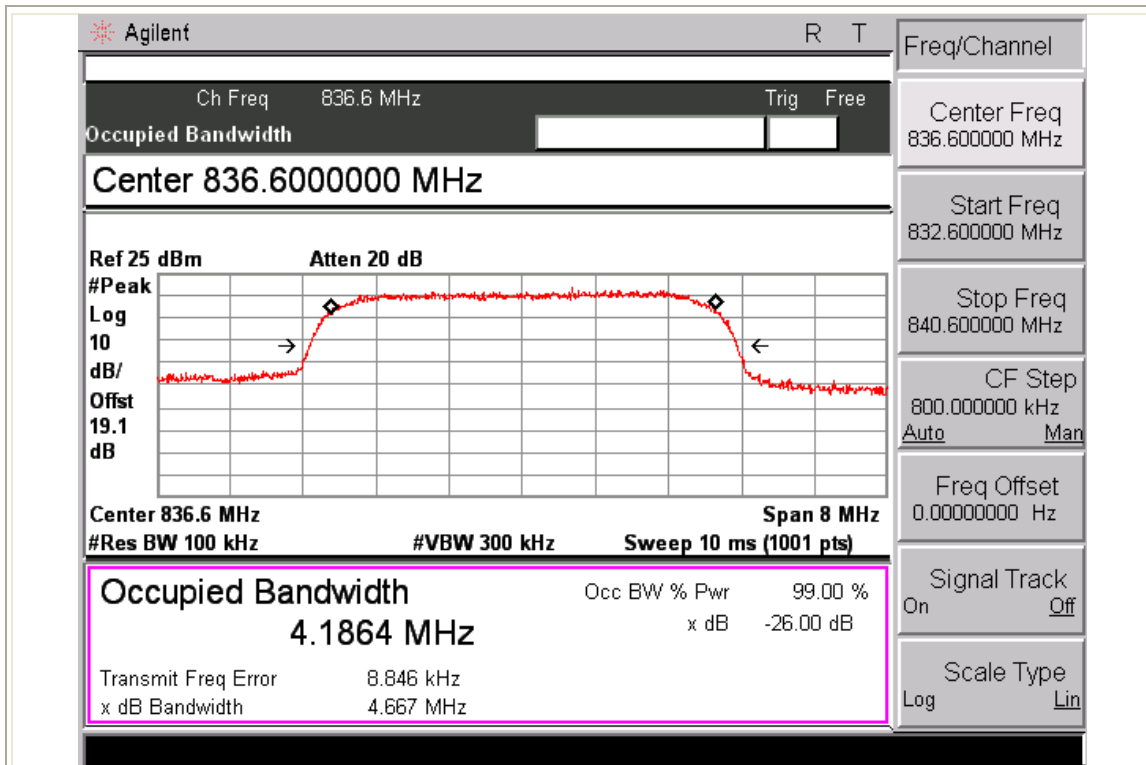 Agilent R T
Freq/Channel
Ch Freq 836.6 MHz Trig Free
Occupied Bandwidth
Center 836.6000000 MHz
Ref 25 dBm Atten 20 dB
#Peak
Log
10
dB/
Offst
19.1
dB
Center 836.6 MHz Span 8 MHz
#Res BW 100 kHz #VBW 300 kHz Sweep 10 ms (1001 pts)
Occupied Bandwidth
4.1864 MHz
Occ BW % Pwr 99.00 %
x dB -26.00 dB
Transmit Freq Error 8.846 kHz
x dB Bandwidth 4.667 MHz
Center Freq
836.600000 MHz
Start Freq
832.600000 MHz
Stop Freq
840.600000 MHz
CF Step
800.000000 kHz
Auto Man
Freq Offset
0.00000000 Hz
Signal Track
On Off
Scale Type
Log Lin